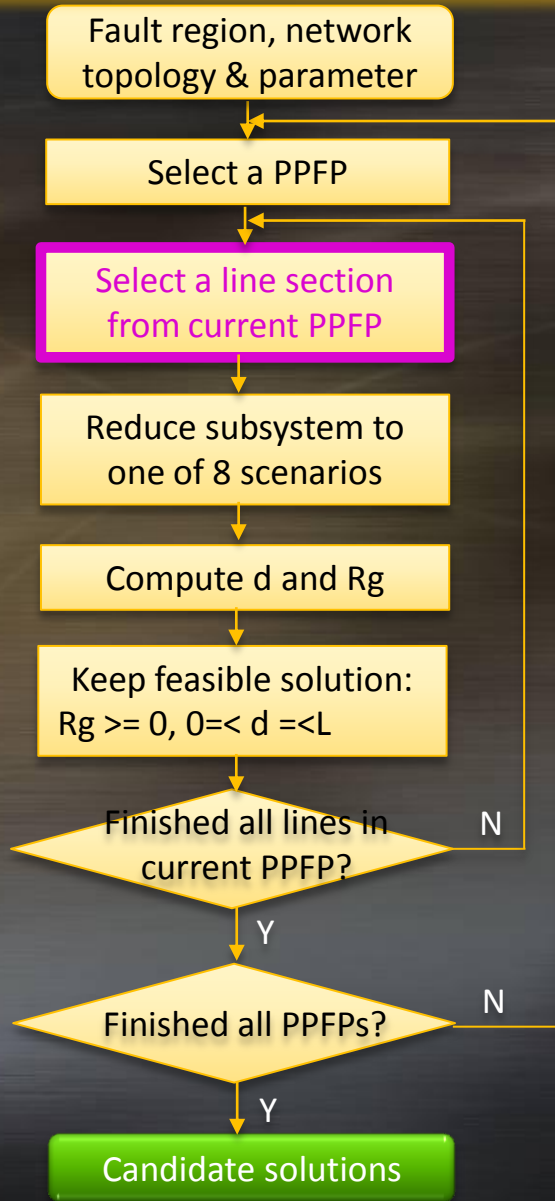 Fault region, network
topology & parameter
Select a PPFP
Select a line section
from current PPFP
Reduce subsystem to
one of 8 scenarios
Compute d and Rg
Keep feasible solution:
Rg >= 0, 0=< d =<L
Finished all lines in
current PPFP?
N
Y
Finished all PPFPs?
N
Y
Candidate solutions